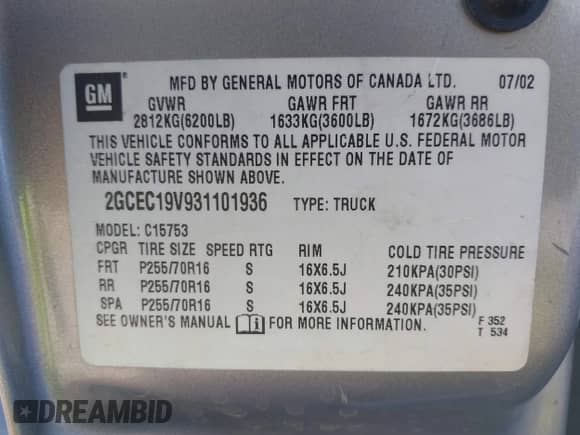 GM
MFD BY GENERAL MOTORS OF CANADA LTD. 07/02
GVWR GAWR FRT GAWR RR
2812KG(6200LB) 1633KG(3600LB) 1672KG(3686LB)
THIS VEHICLE CONFORMS TO ALL APPLICABLE U.S. FEDERAL MOTOR
VEHICLE SAFETY STANDARDS IN EFFECT ON THE DATE OF
MANUFACTURE SHOWN ABOVE.
2GCEC19V931101936 TYPE: TRUCK
MODEL: C15753
CPGR TIRE SIZE SPEED RTG RIM COLD TIRE PRESSURE
FRT P255/70R16 S 16X6.5J 210KPA(30PSI)
RR P255/70R16 S 16X6.5J 240KPA(35PSI)
SPA P255/70R16 S 16X6.5J 240KPA(35PSI)
SEE OWNER'S MANUAL i FOR MORE INFORMATION.
F 352
T 534
DREAMBID